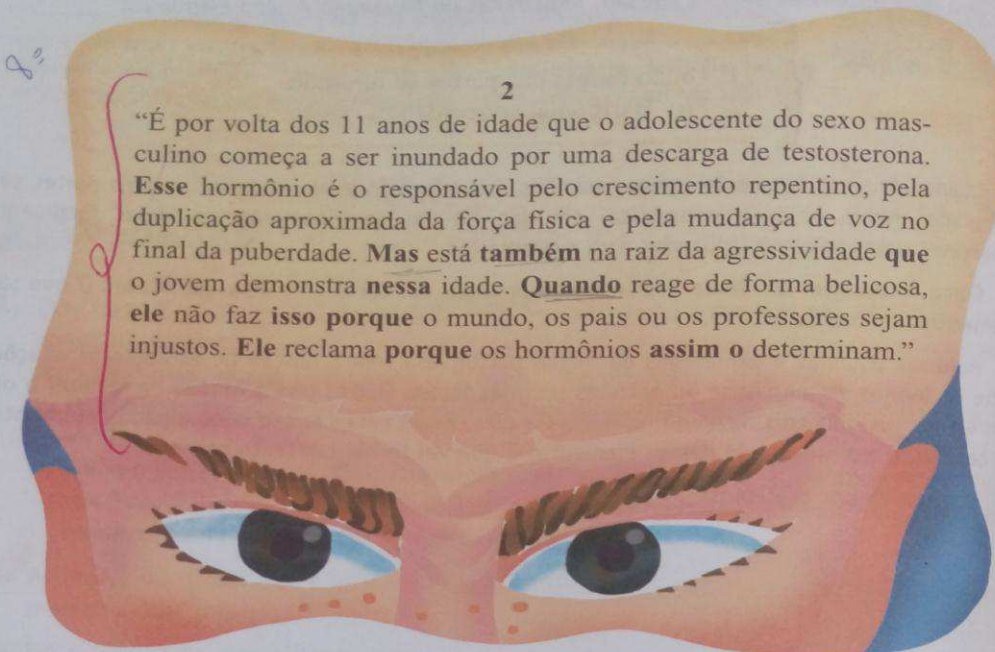 8º
2
“É por volta dos 11 anos de idade que o adolescente do sexo mas-
culino começa a ser inundado por uma descarga de testosterona.
Esse hormônio é o responsável pelo crescimento repentino, pela
duplicação aproximada da força física e pela mudança de voz no
final da puberdade. Mas está também na raiz da agressividade que
o jovem demonstra nessa idade. Quando reage de forma belicosa,
ele não faz isso porque o mundo, os pais ou os professores sejam
injustos. Ele reclama porque os hormônios assim o determinam.”